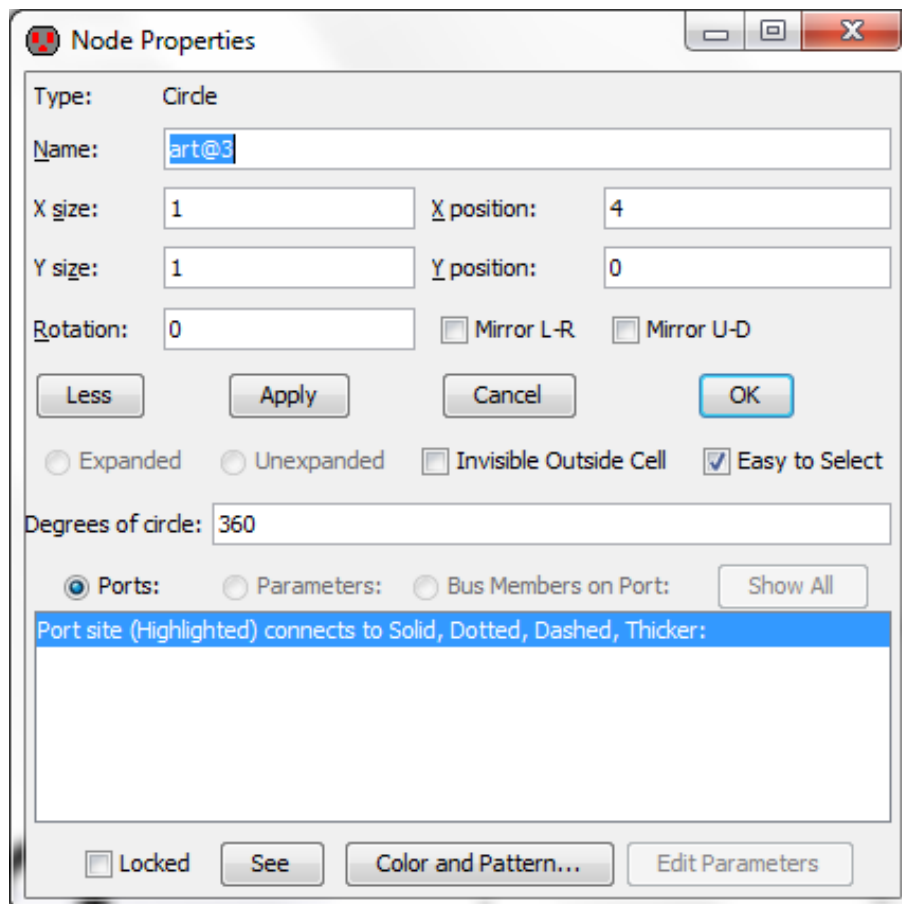 Node Properties
Type: Circle
Name: art@3
X size: 1 X position: 4
Y size: 1 Y position: 0
Rotation: 0 Mirror L-R Mirror U-D
Less Apply Cancel OK
Expanded Unexpanded Invisible Outside Cell Easy to Select
Degrees of circle: 360
Ports: Parameters: Bus Members on Port: Show All
Port site (Highlighted) connects to Solid, Dotted, Dashed, Thicker:
Locked See Color and Pattern... Edit Parameters